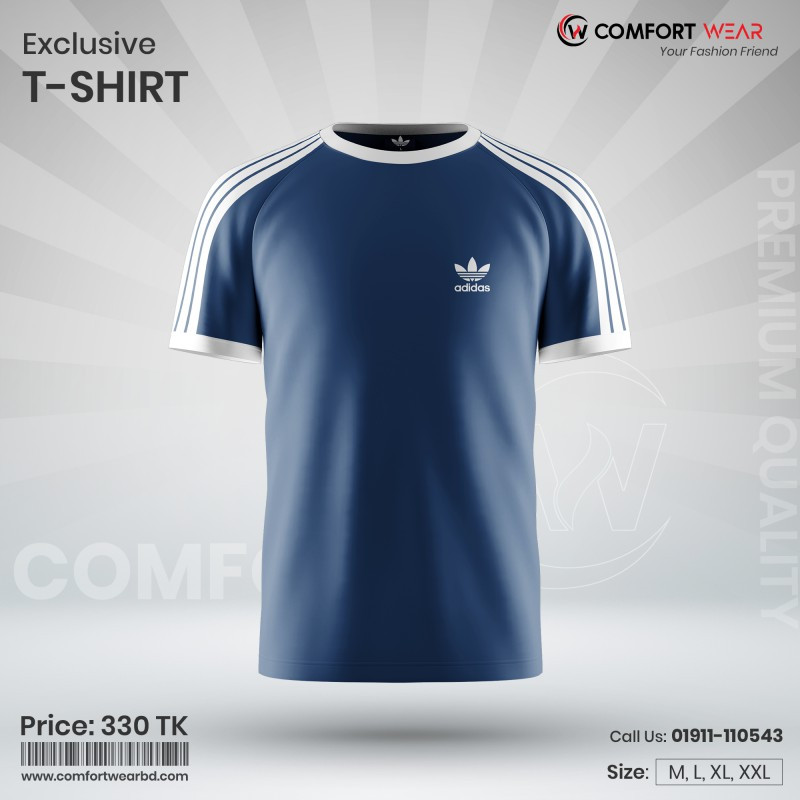 Exclusive
T-SHIRT
CW COMFORT WEAR
Your Fashion Friend
adidas
PREMIUM QUALITY
COMFO
W
Price: 330 TK
www.comfortwearbd.com
Call Us: 01911-110543
Size: M, L, XL, XXL